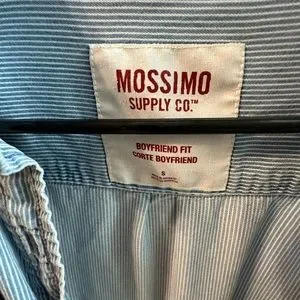 MOSSIMO
SUPPLY CO.™
BOYFRIEND FIT
CORTE BOYFRIEND
S